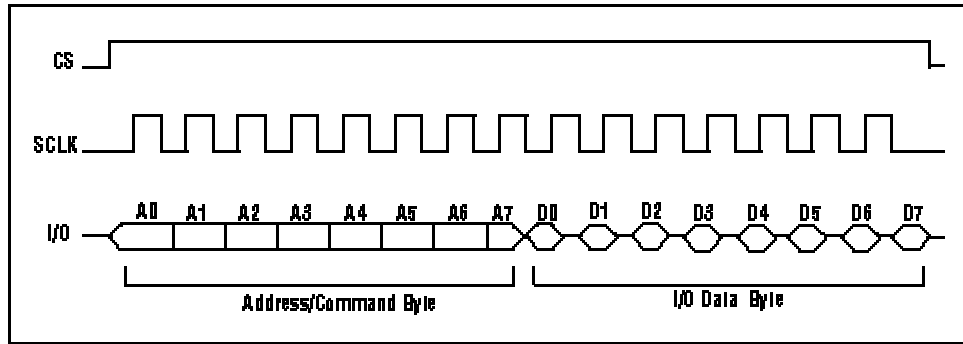 CS
SCLK
A0 A1 A2 A3 A4 A5 A6 A7 D0 D1 D2 D3 D4 D5 D6 D7
I/O
Address/Command Byte I/O Data Byte